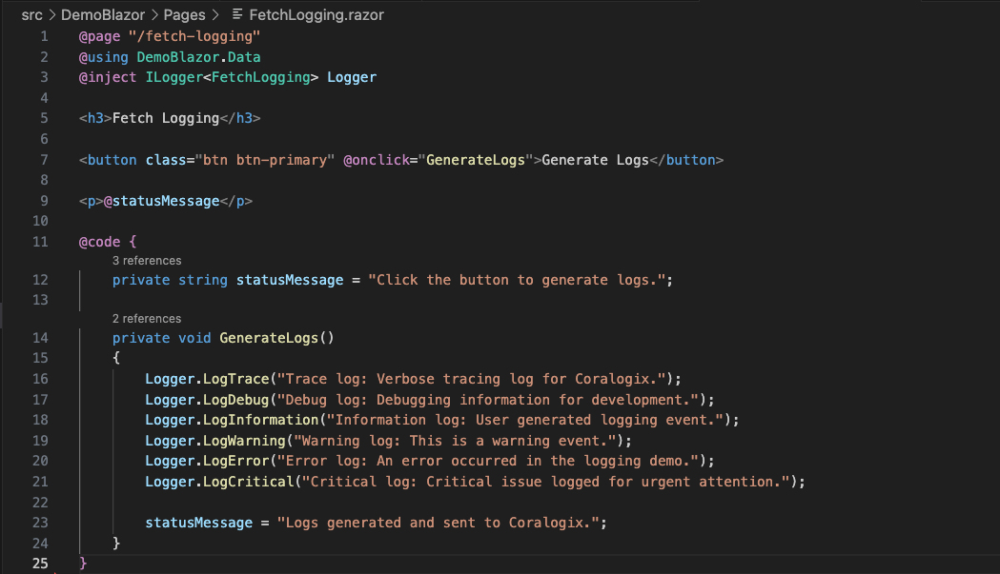 src > DemoBlazor > Pages > FetchLogging.razor
1 @page "/fetch-logging"
2 @using DemoBlazor.Data
3 @inject ILogger<FetchLogging> Logger
4
5 <h3>Fetch Logging</h3>
6
7 <button class="btn btn-primary" @onclick="GenerateLogs">Generate Logs</button>
8
9 <p>@statusMessage</p>
10
11 @code {
3 references
12 private string statusMessage = "Click the button to generate logs.";
13
2 references
14 private void GenerateLogs()
15 {
16 Logger.LogTrace("Trace log: Verbose tracing log for Coralogix.");
17 Logger.LogDebug("Debug log: Debugging information for development.");
18 Logger.LogInformation("Information log: User generated logging event.");
19 Logger.LogWarning("Warning log: This is a warning event.");
20 Logger.LogError("Error log: An error occurred in the logging demo.");
21 Logger.LogCritical("Critical log: Critical issue logged for urgent attention.");
22
23 statusMessage = "Logs generated and sent to Coralogix.";
24 }
25 }